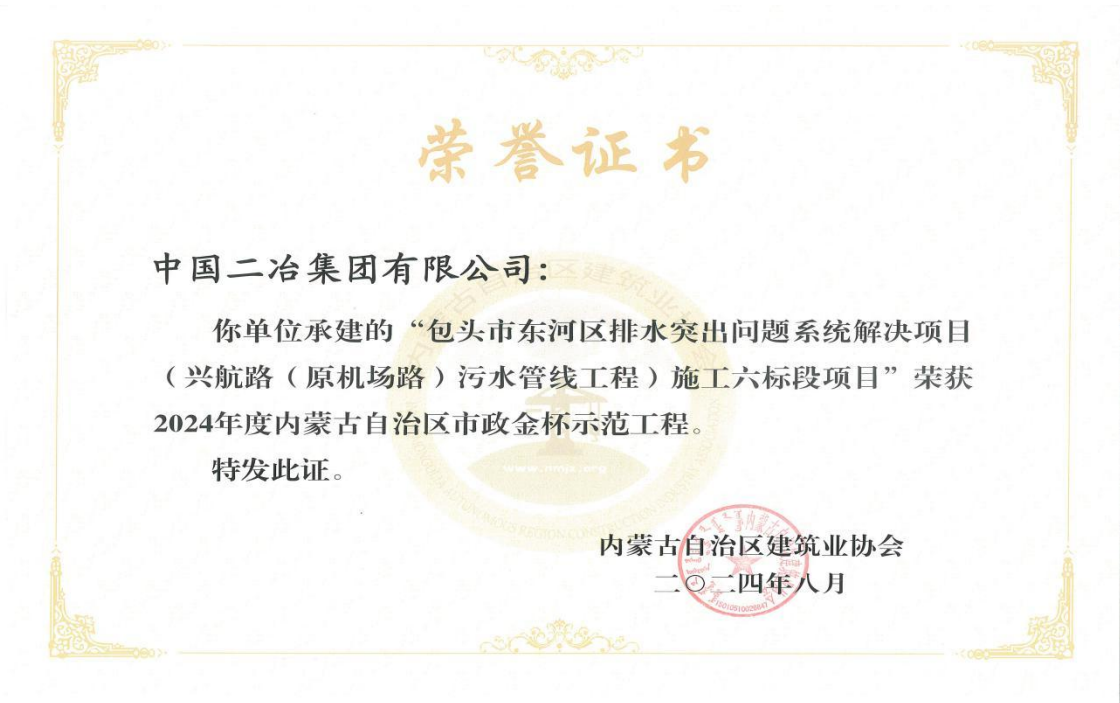 荣誉证书
中国二冶集团有限公司：
你单位承建的“包头市东河区排水突出问题系统解决项目
（兴航路（原机场路）污水管线工程）施工六标段项目”荣获
2024年度内蒙古自治区市政金杯示范工程。
特发此证。
www.nmjs.org
内蒙古自治区建筑业协会
二〇二四年八月